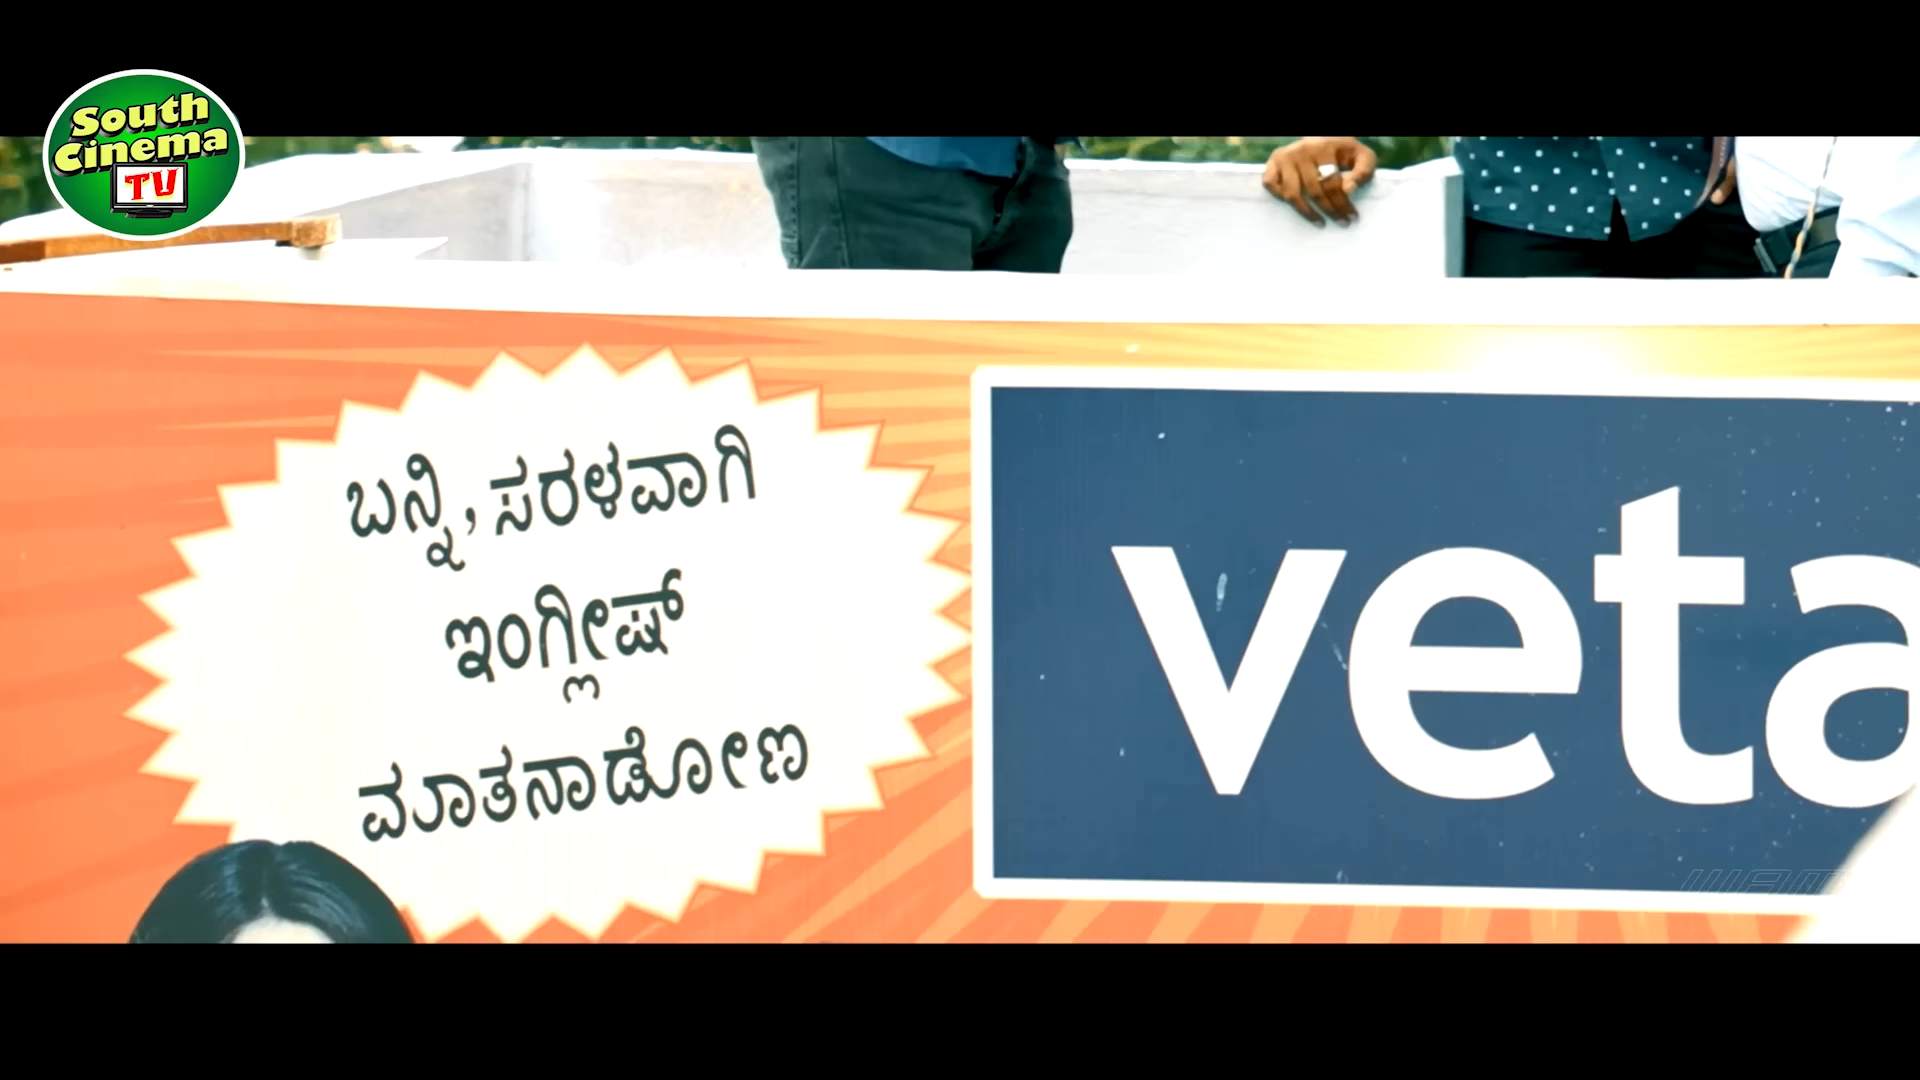 South
Cinema
TV
ಬನ್ನಿ, ಸರಳವಾಗಿ
ಇಂಗ್ಲೀಷ್
ಮಾತನಾಡೋಣ
veta